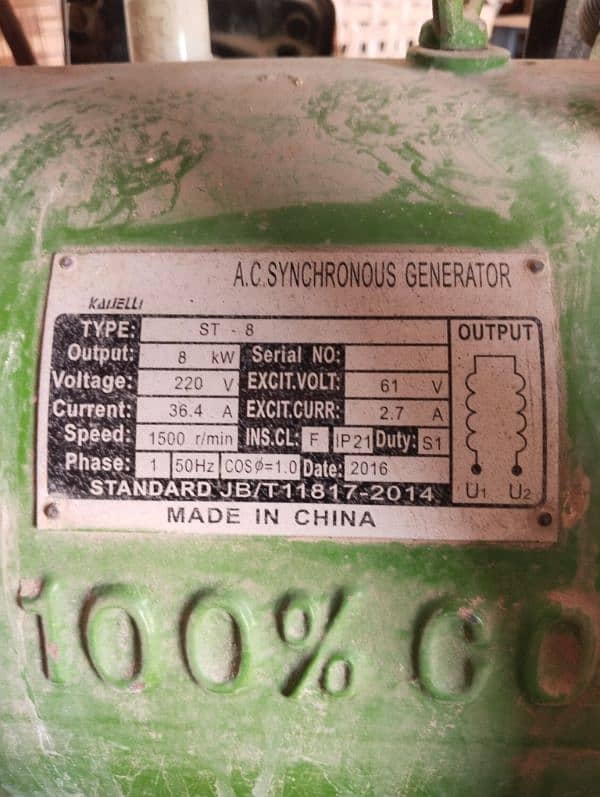 A.C.SYNCHRONOUS GENERATOR
TYPE: ST - 8 OUTPUT
Output: 8 kW Serial NO:
Voltage: 220 V EXCIT.VOLT: 61 V
Current: 36.4 A EXCIT.CURR: 2.7 A
Speed: 1500 r/min INS.CL: F IP21 Duty: S1
Phase: 1 50Hz COSφ=1.0 Date: 2016
U1 U2
STANDARD JB/T11817-2014
MADE IN CHINA
100% CO